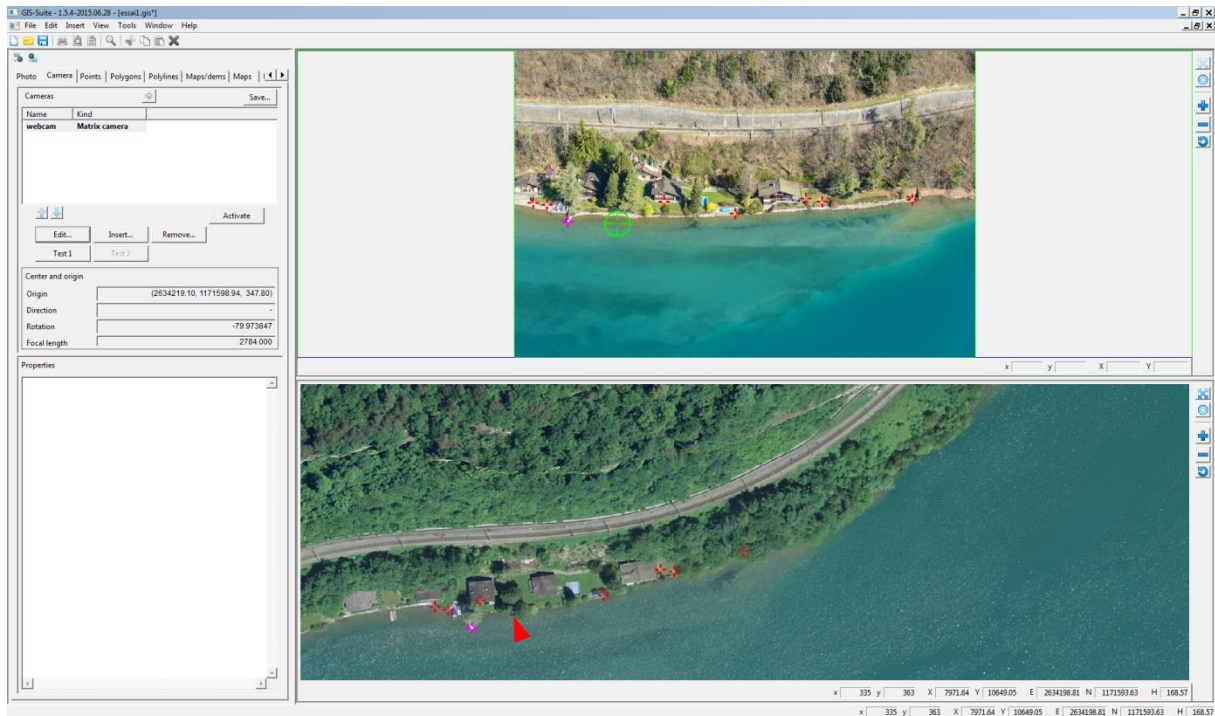 GIS-Suite - 1.5.4-2015.06.28 - [essai1.gis*]
File Edit Insert View Tools Window Help
Photo Camera Points Polygons Polylines Maps/dems Maps
Cameras Save...
Name Kind
webcam Matrix camera
Activate
Edit... Insert... Remove...
Test 1 Test 2
Center and origin
Origin (2634219.10, 1171598.94, 347.80)
Direction -
Rotation -79.973847
Focal length 2784.000
Properties
x y X Y
x 335 y 363 X 7971.64 Y 10649.05 E 2634198.81 N 1171593.63 H 168.57
x 335 y 363 X 7971.64 Y 10649.05 E 2634198.81 N 1171593.63 H 168.57